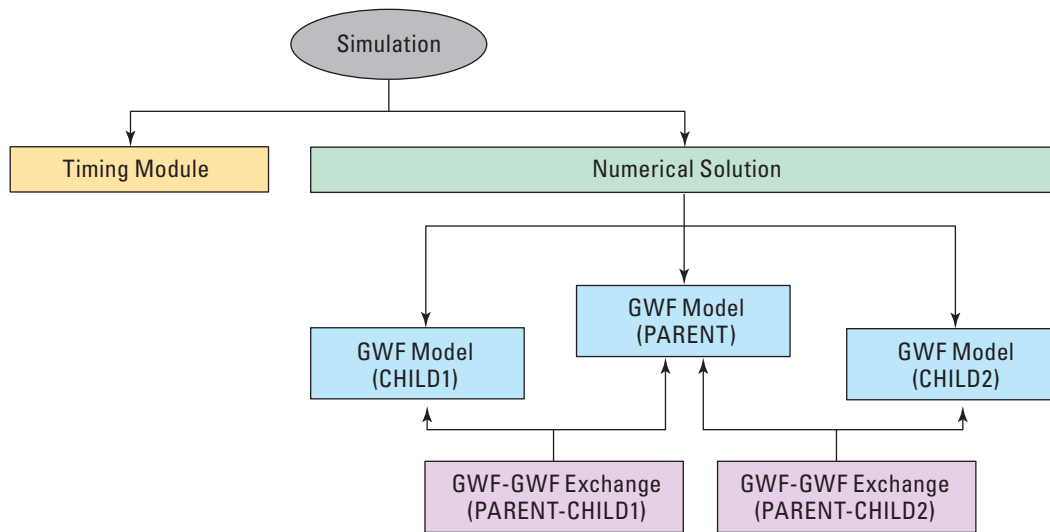 Simulation
Timing Module
Numerical Solution
GWF Model
(PARENT)
GWF Model
(CHILD1)
GWF Model
(CHILD2)
GWF-GWF Exchange
(PARENT-CHILD1)
GWF-GWF Exchange
(PARENT-CHILD2)